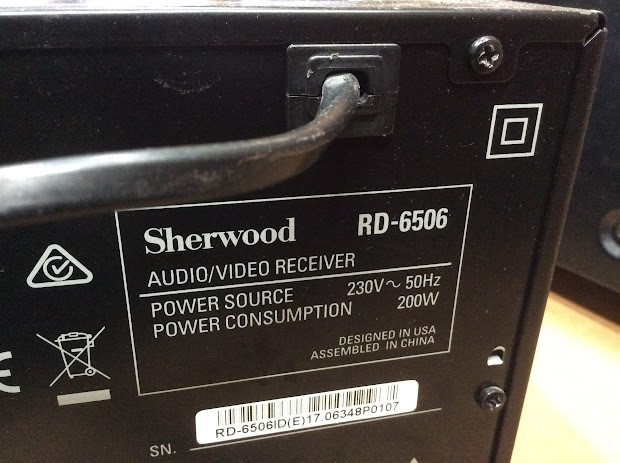 Sherwood RD-6506
AUDIO/VIDEO RECEIVER
POWER SOURCE 230V～ 50Hz
POWER CONSUMPTION 200W
DESIGNED IN USA
ASSEMBLED IN CHINA
RD-6506ID(E)17.06348P0107
SN.